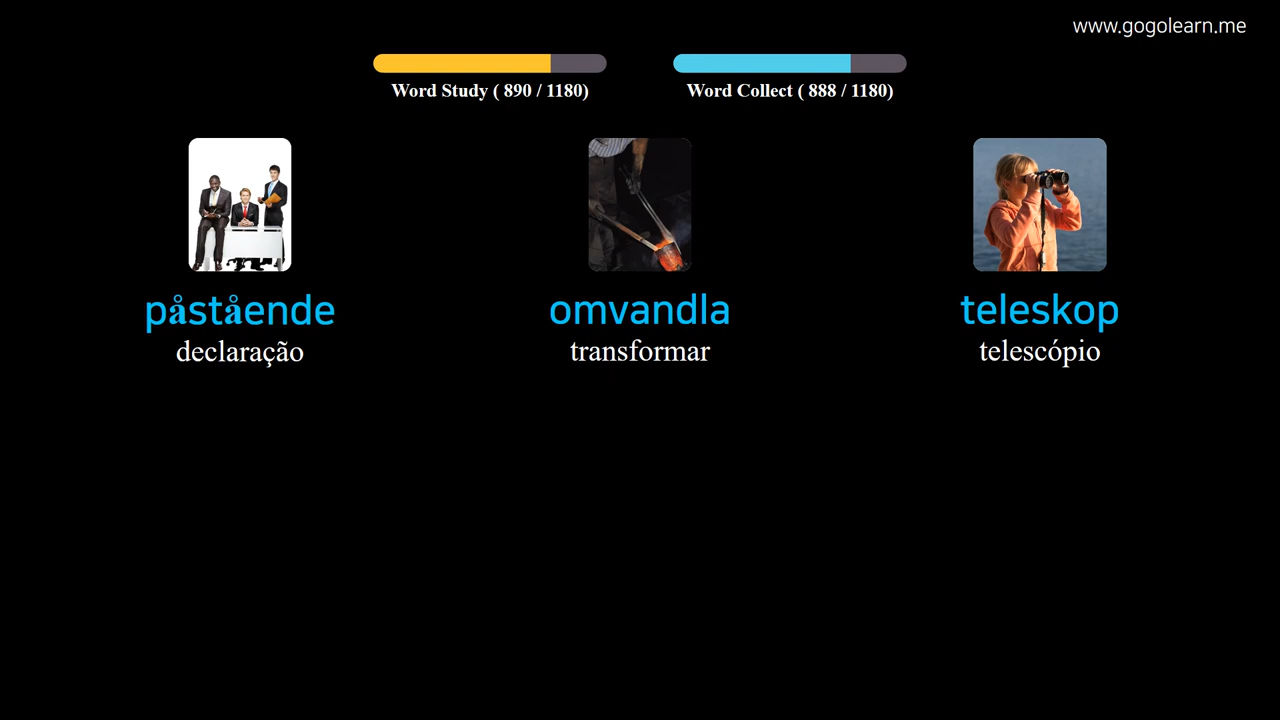 www.gogolearn.me
Word Study ( 890 / 1180)
Word Collect ( 888 / 1180)
påstående
omvandla
teleskop
declaração
transformar
telescópio